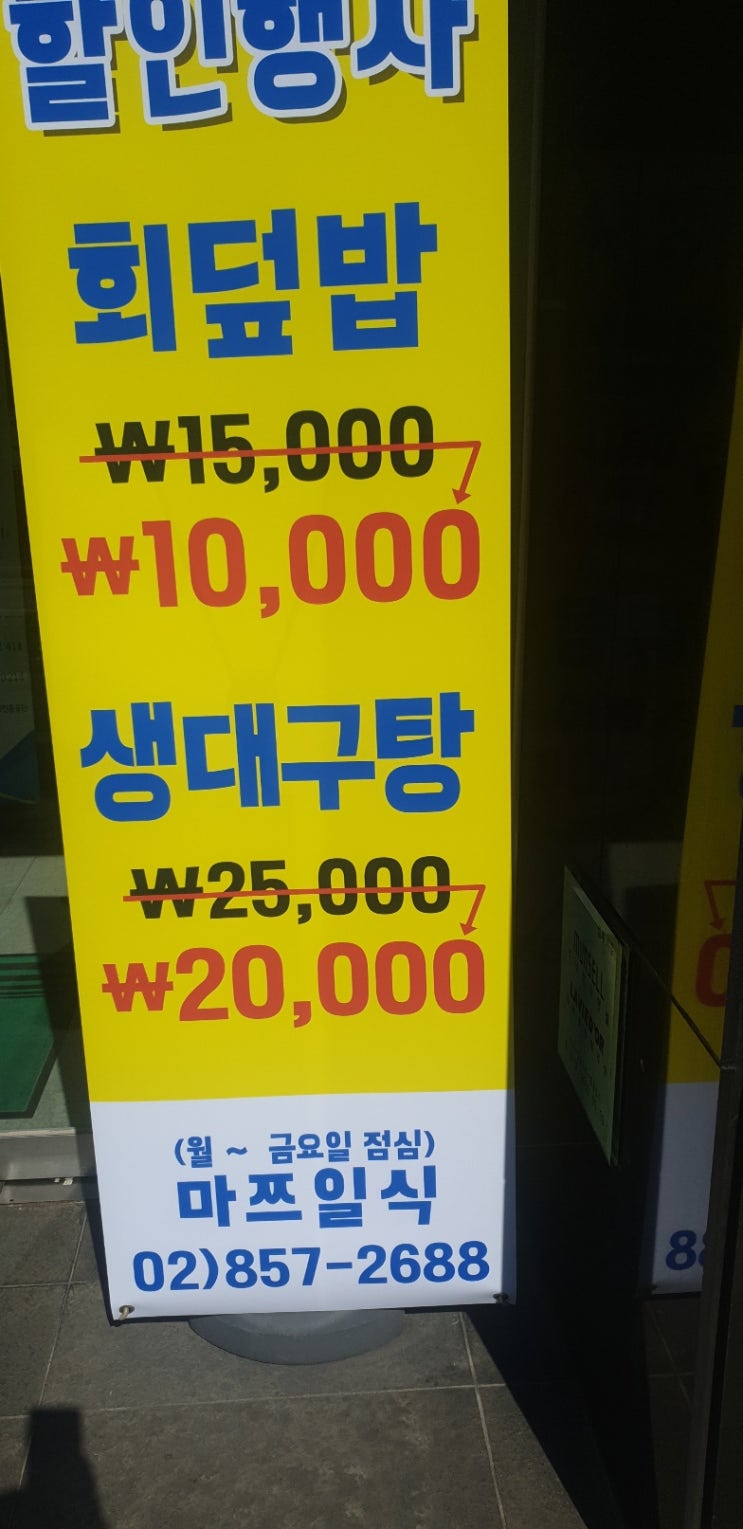 할인행사
회덮밥
₩15,000
₩10,000
생대구탕
₩25,000
₩20,000
(월 ~ 금요일 점심)
마쯔일식
02)857-2688